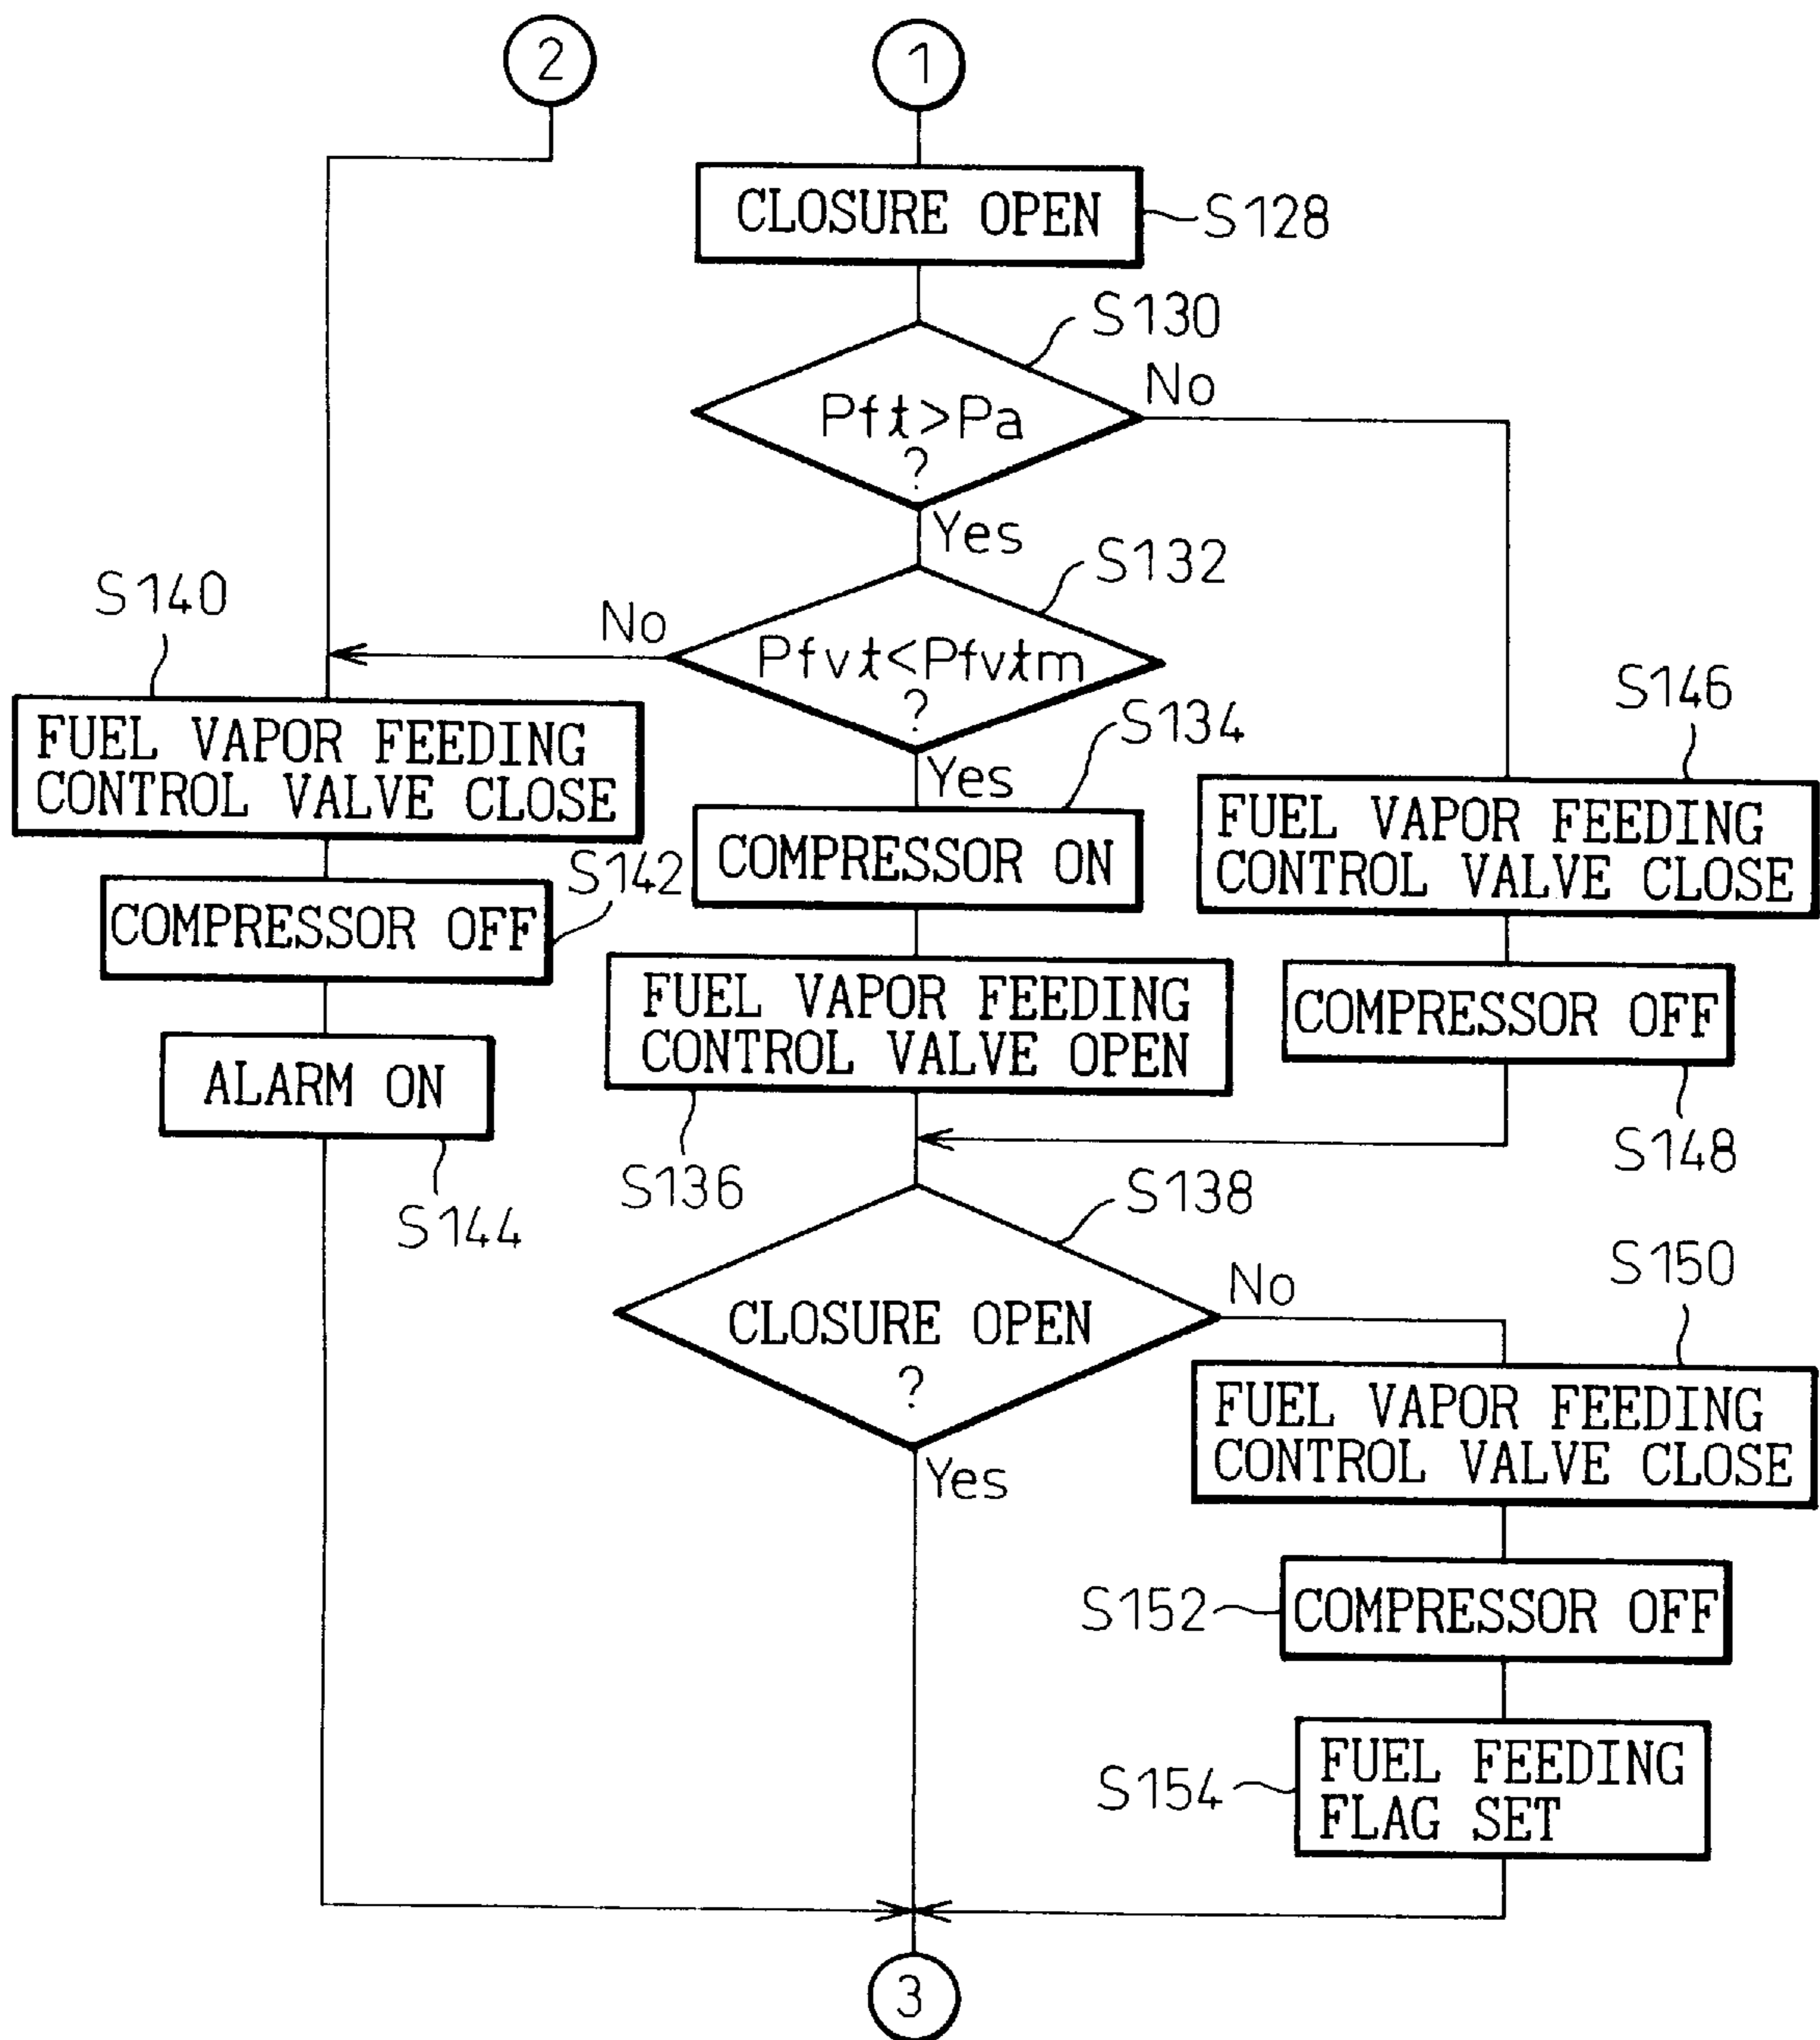 2
1
CLOSURE OPEN
S128
S130
Pft>Pa
?
No
Yes
S132
Pfvt<Pfvtm
?
No
Yes
S140
FUEL VAPOR FEEDING
CONTROL VALVE CLOSE
S134
COMPRESSOR ON
S146
FUEL VAPOR FEEDING
CONTROL VALVE CLOSE
S142
COMPRESSOR OFF
FUEL VAPOR FEEDING
CONTROL VALVE OPEN
S136
COMPRESSOR OFF
S148
ALARM ON
S144
S138
CLOSURE OPEN
?
No
Yes
S150
FUEL VAPOR FEEDING
CONTROL VALVE CLOSE
S152
COMPRESSOR OFF
S154
FUEL FEEDING
FLAG SET
3